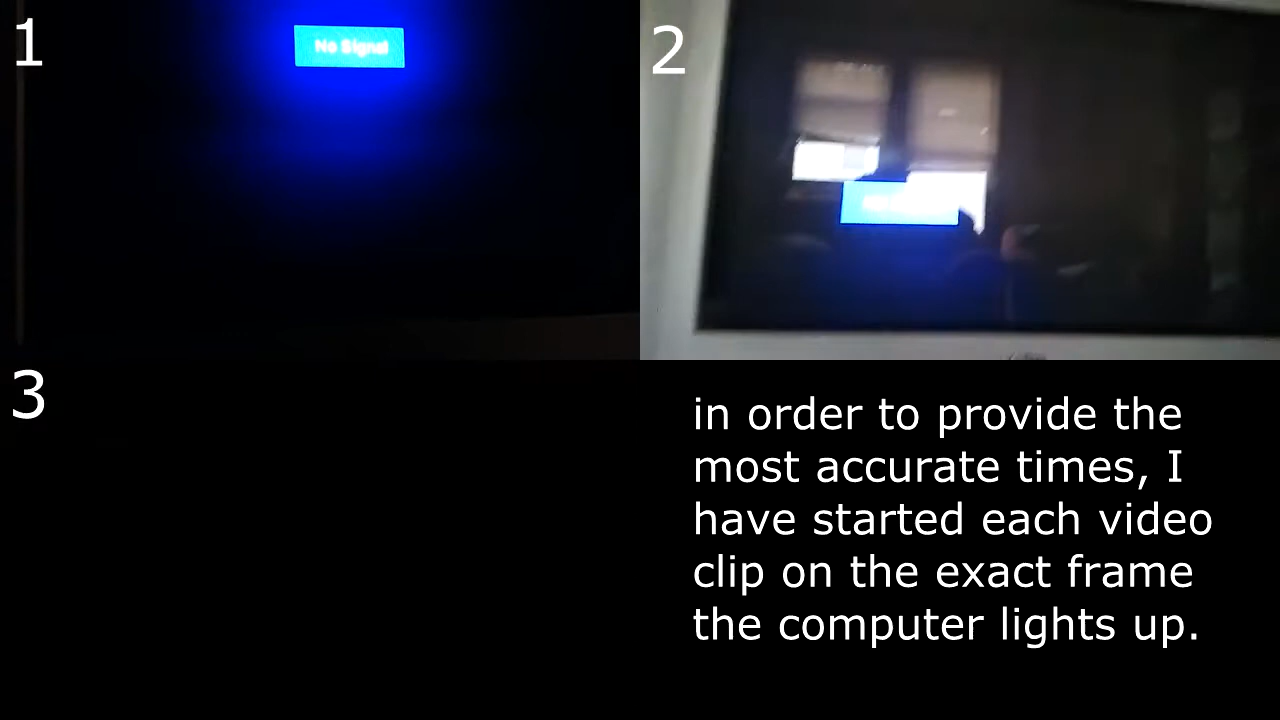 1
No Signal
2
3
in order to provide the
most accurate times, I
have started each video
clip on the exact frame
the computer lights up.